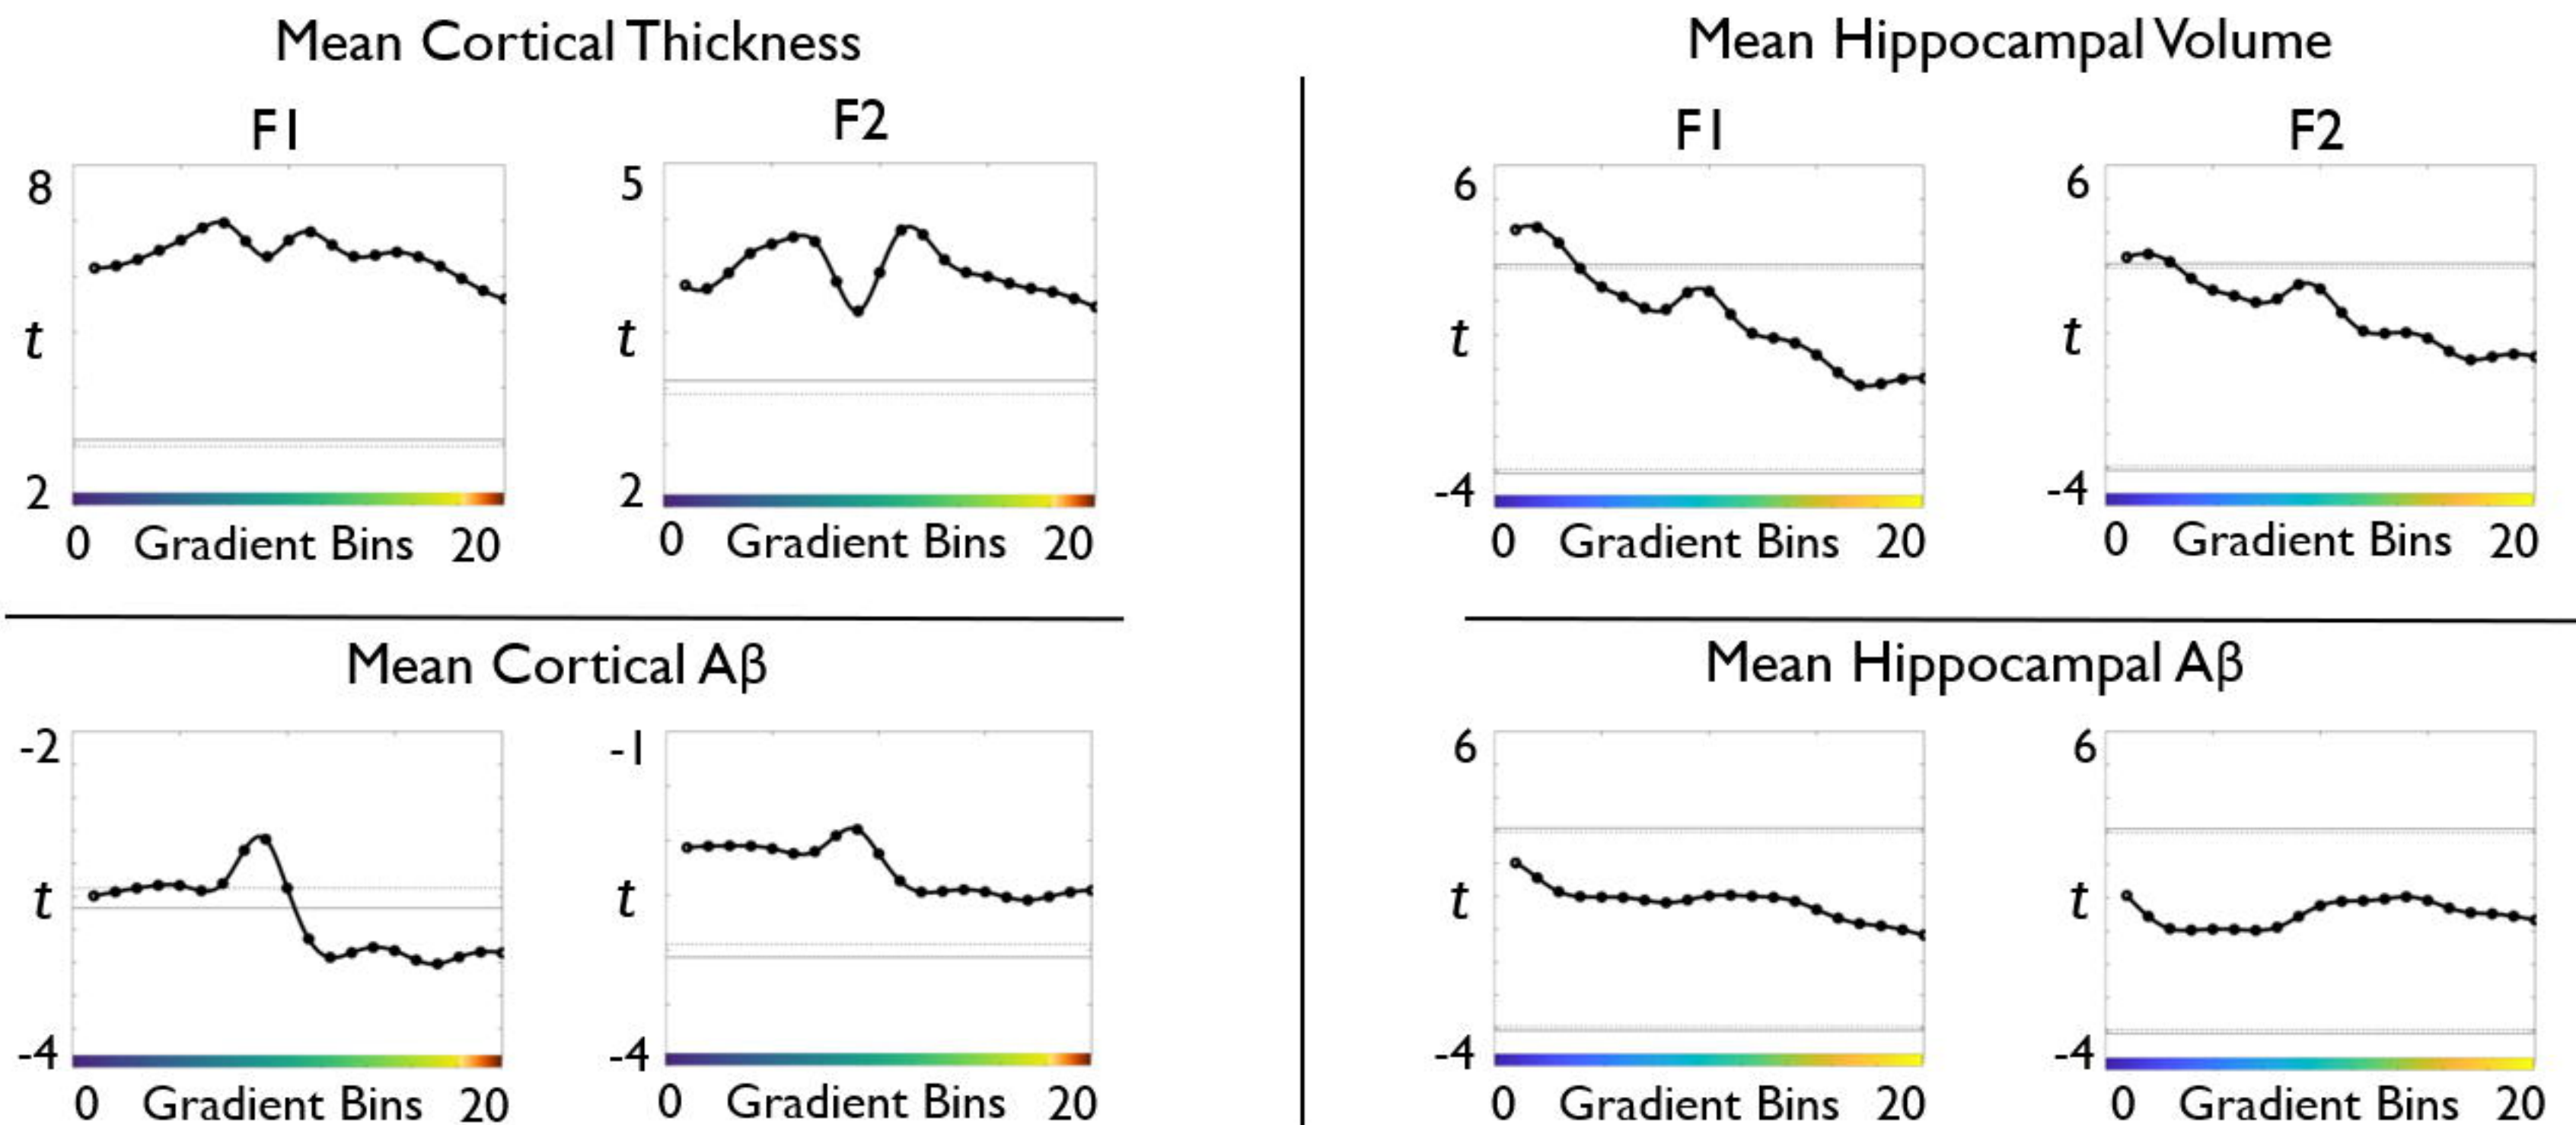 Mean Cortical Thickness
F1
F2
8
t
2
0 Gradient Bins 20
5
t
2
0 Gradient Bins 20
Mean Hippocampal Volume
F1
F2
6
t
-4
0 Gradient Bins 20
6
t
-4
0 Gradient Bins 20
Mean Cortical Aβ
-2
t
-4
0 Gradient Bins 20
-1
t
-4
0 Gradient Bins 20
Mean Hippocampal Aβ
6
t
-4
0 Gradient Bins 20
6
t
-4
0 Gradient Bins 20